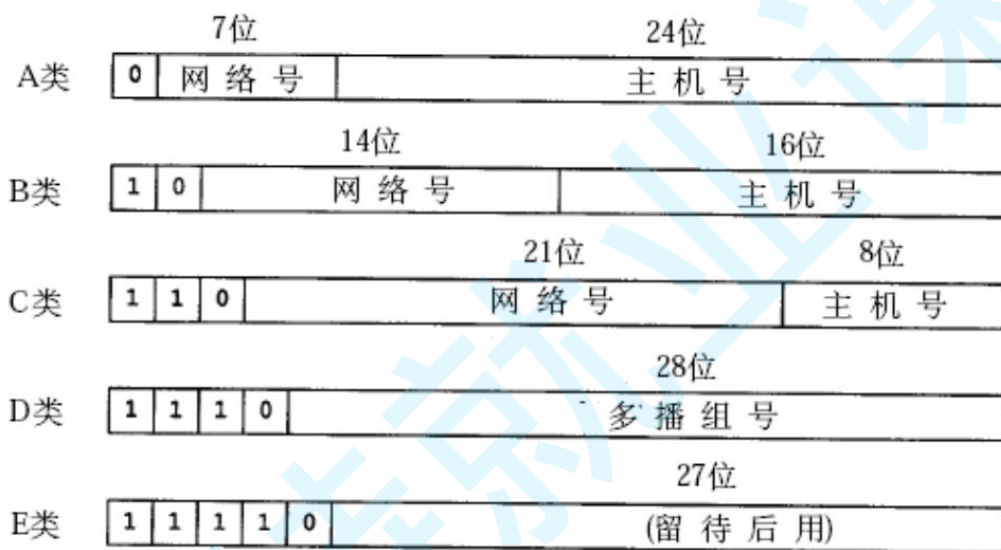 7位 24位
A类 0 网络号 主机号
14位 16位
B类 1 0 网络号 主机号
21位 8位
C类 1 1 0 网络号 主机号
28位
D类 1 1 1 0 多播组号
27位
E类 1 1 1 1 0 (留待后用)
就业课